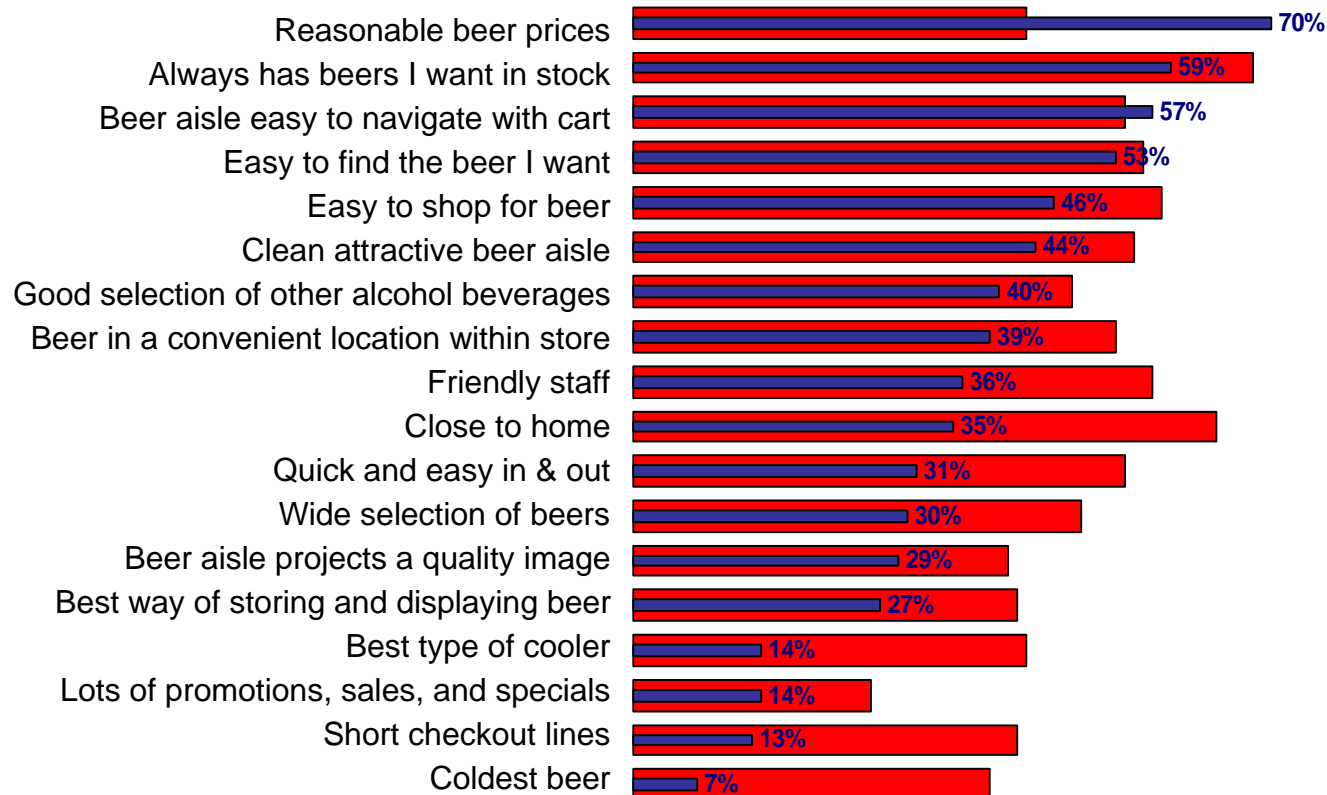 Reasonable beer prices 70%
Always has beers I want in stock 59%
Beer aisle easy to navigate with cart 57%
Easy to find the beer I want 53%
Easy to shop for beer 46%
Clean attractive beer aisle 44%
Good selection of other alcohol beverages 40%
Beer in a convenient location within store 39%
Friendly staff 36%
Close to home 35%
Quick and easy in & out 31%
Wide selection of beers 30%
Beer aisle projects a quality image 29%
Best way of storing and displaying beer 27%
Best type of cooler 14%
Lots of promotions, sales, and specials 14%
Short checkout lines 13%
Coldest beer 7%